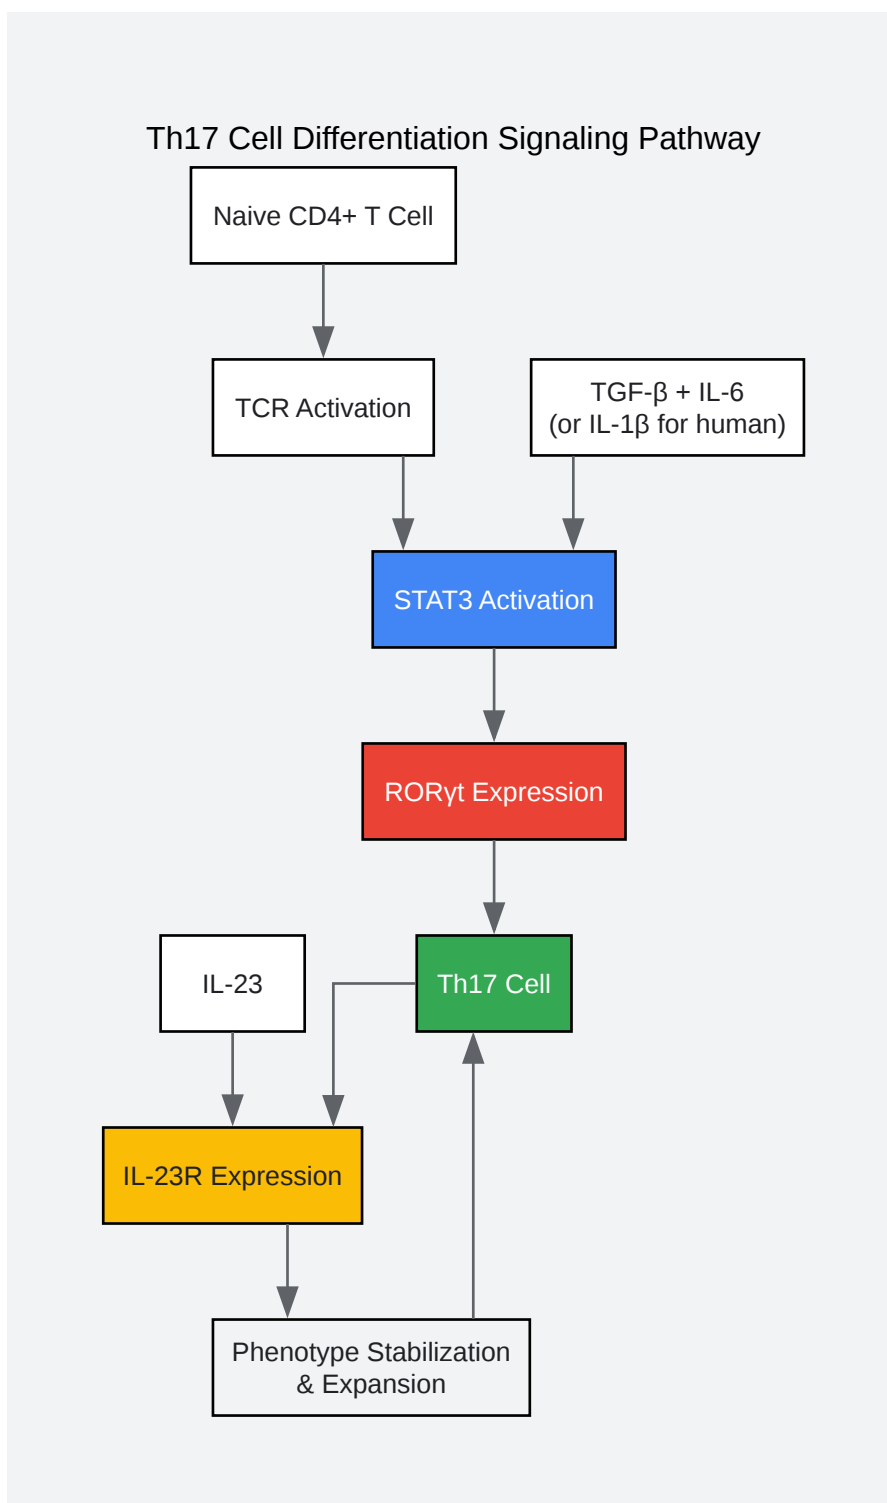 Th17 Cell Differentiation Signaling Pathway
Naive CD4+ T Cell
TCR Activation
TGF-β + IL-6
(or IL-1β for human)
STAT3 Activation
RORγt Expression
IL-23
Th17 Cell
IL-23R Expression
Phenotype Stabilization
& Expansion